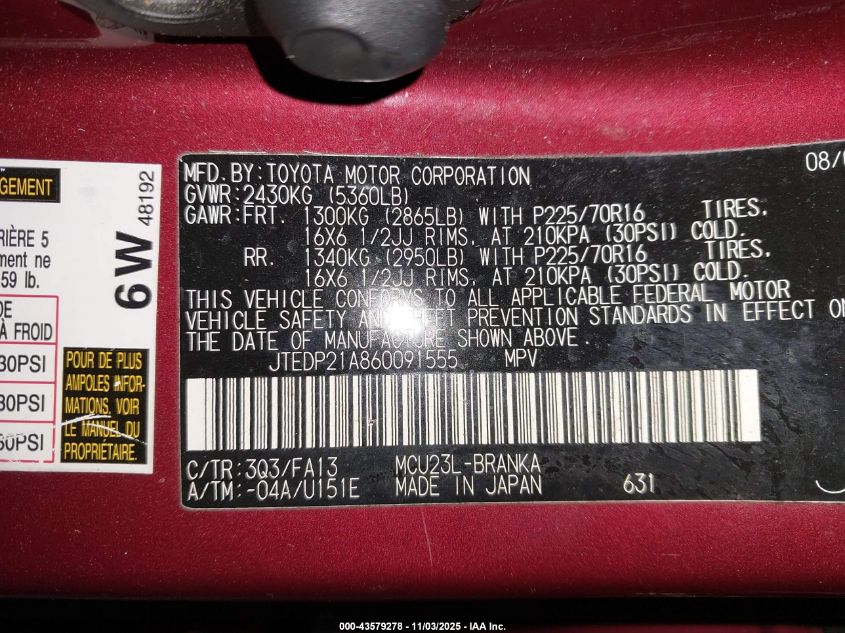 GEMENT
RIÈRE 5
ment ne
59 lb.
DE
À FROID
30PSI
30PSI
30PSI
6W 48192
POUR DE PLUS
AMPLES INFOR-
MATIONS, VOIR
LE MANUEL DU
PROPRIÉTAIRE.
MFD. BY: TOYOTA MOTOR CORPORATION 08/
GVWR: 2430KG (5360LB)
GAWR: FRT. 1300KG (2865LB) WITH P225/70R16 TIRES,
16X6 1/2JJ RIMS, AT 210KPA (30PSI) COLD.
RR. 1340KG (2950LB) WITH P225/70R16 TIRES,
16X6 1/2JJ RIMS, AT 210KPA (30PSI) COLD.
THIS VEHICLE CONFORMS TO ALL APPLICABLE FEDERAL MOTOR
VEHICLE SAFETY AND THEFT PREVENTION STANDARDS IN EFFECT ON
THE DATE OF MANUFACTURE SHOWN ABOVE.
JTEDP21A860091555 MPV
C/TR: 3Q3/FA13 MCU23L-BRANKA
A/TM: -04A/U151E MADE IN JAPAN 631
000-43579278 - 11/03/2025 - IAA Inc.